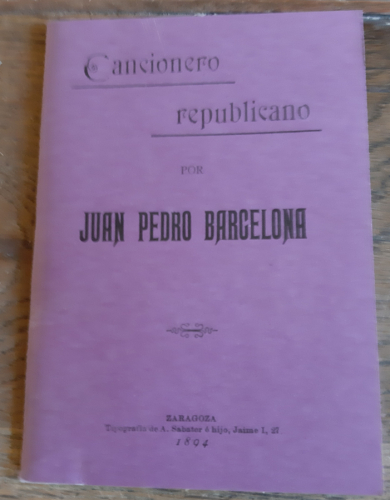 Cancionero
republicano
POR
JUAN PEDRO BARCELONA
ZARAGOZA
Tipografía de A. Sabater é hijo, Jaime I, 27
1894